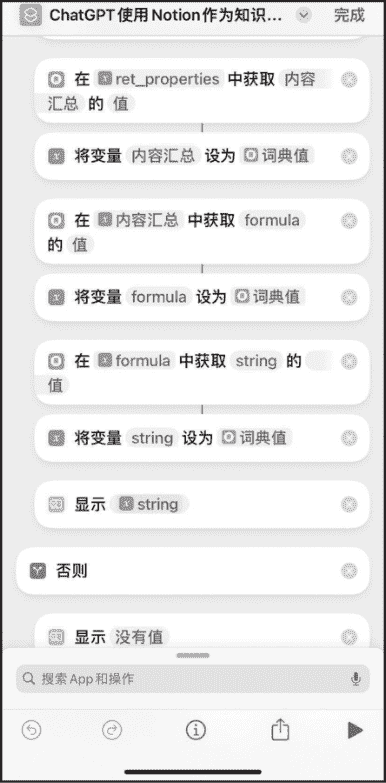 ChatGPT使用Notion作为知识... 完成
在 ret_properties 中获取 内容
汇总 的 值
将变量 内容汇总 设为 词典值
在 内容汇总 中获取 formula
的 值
将变量 formula 设为 词典值
在 formula 中获取 string 的
值
将变量 string 设为 词典值
显示 string
否则
显示 没有值
搜索 App 和操作